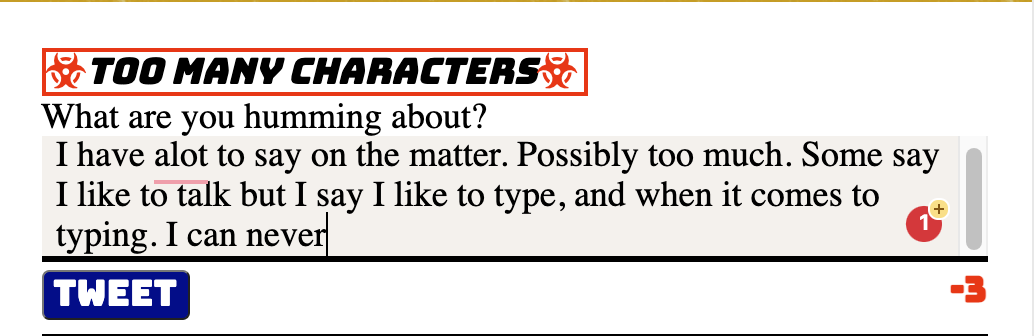 TOO MANY CHARACTERS
What are you humming about?
I have alot to say on the matter. Possibly too much. Some say
I like to talk but I say I like to type, and when it comes to
typing. I can never
1
+
TWEET
-3